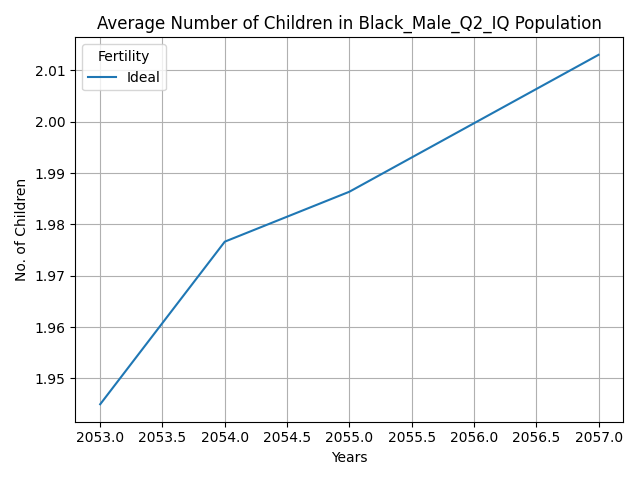 Average Number of Children in Black_Male_Q2_IQ Population
Fertility
Ideal
2.01
2.00
1.99
1.98
1.97
1.96
1.95
No. of Children
2053.0 2053.5 2054.0 2054.5 2055.0 2055.5 2056.0 2056.5 2057.0
Years